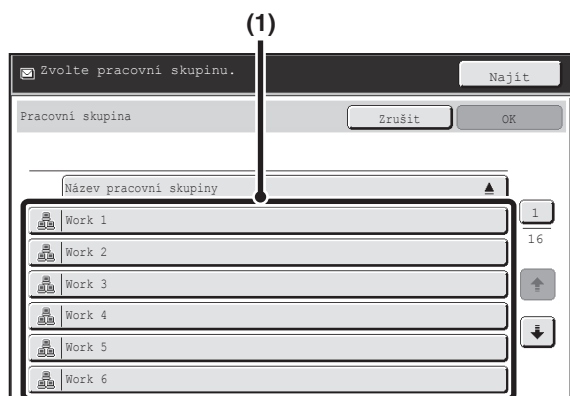 (1)
Zvolte pracovní skupinu.
Najít
Pracovní skupina
Zrušit
OK
Název pracovní skupiny
Work 1
1
16
Work 2
Work 3
Work 4
Work 5
Work 6